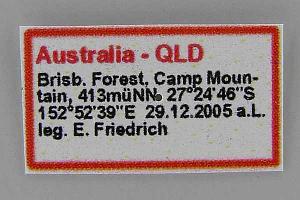 Australia - QLD
Brisb. Forest, Camp Moun-
tain, 413müNN. 27°24'46"S
152°52'39"E 29.12.2005 a.L.
leg. E. Friedrich